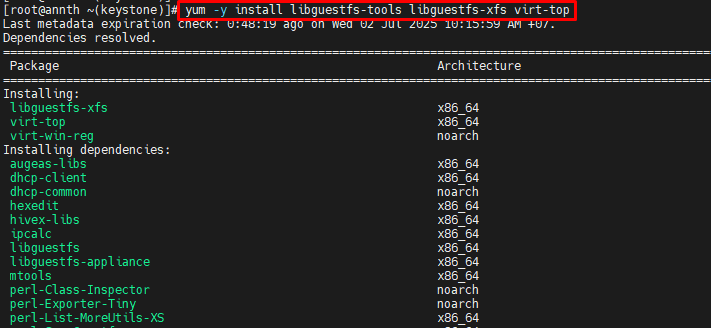 [root@annth ~(keystone)]# yum -y install libguestfs-tools libguestfs-xfs virt-top
Last metadata expiration check: 0:48:19 ago on Wed 02 Jul 2025 10:15:59 AM +07.
Dependencies resolved.
Package Architecture
Installing:
libguestfs-xfs x86_64
virt-top x86_64
virt-win-reg noarch
Installing dependencies:
augeas-libs x86_64
dhcp-client x86_64
dhcp-common noarch
hexedit x86_64
hivex-libs x86_64
ipcalc x86_64
libguestfs x86_64
libguestfs-appliance x86_64
mtools x86_64
perl-Class-Inspector noarch
perl-Exporter-Tiny noarch
perl-List-MoreUtils-XS x86_64